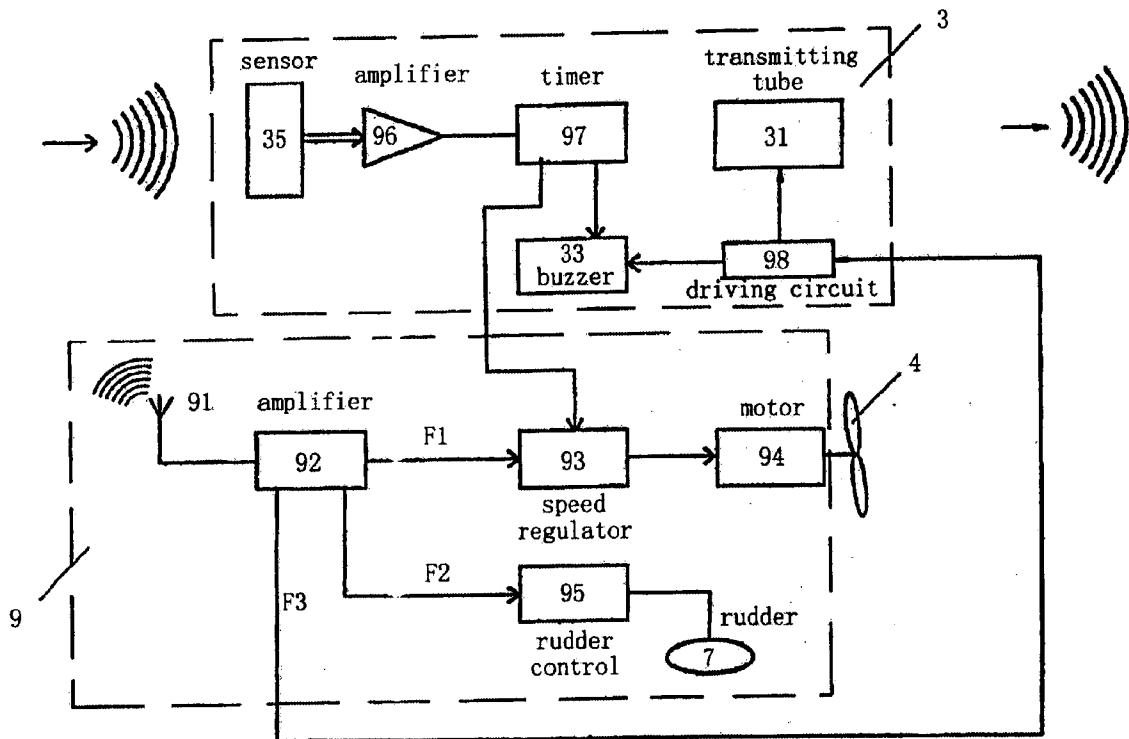 3
sensor
amplifier
timer
transmitting
tube
35
96
97
31
33
buzzer
98
driving circuit
91
amplifier
92
F1
93
speed
regulator
motor
94
4
9
F3
F2
95
rudder
control
rudder
7